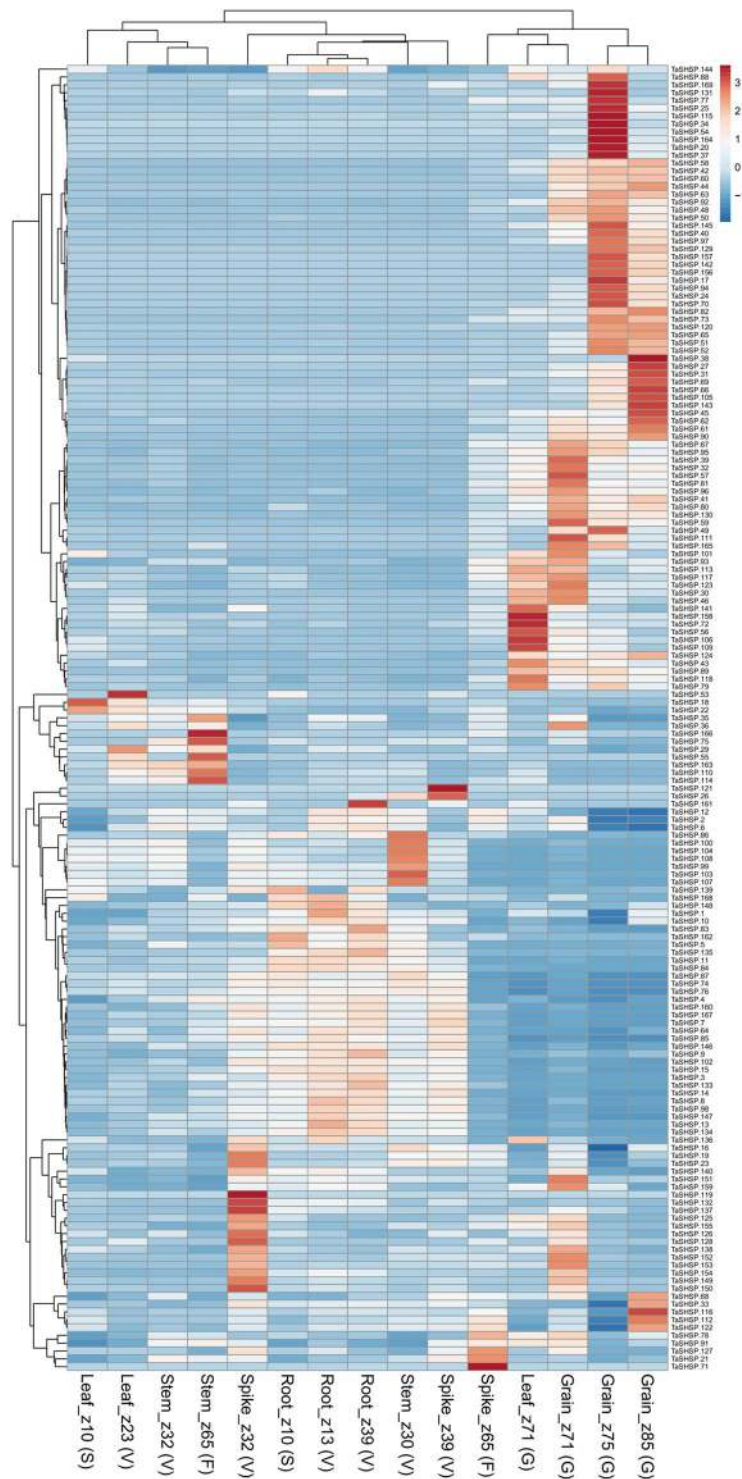 3
2
1
0
−1
TaSHSP.144
TaSHSP.88
TaSHSP.169
TaSHSP.131
TaSHSP.77
TaSHSP.25
TaSHSP.115
TaSHSP.34
TaSHSP.54
TaSHSP.164
TaSHSP.20
TaSHSP.37
TaSHSP.58
TaSHSP.42
TaSHSP.60
TaSHSP.44
TaSHSP.63
TaSHSP.92
TaSHSP.48
TaSHSP.50
TaSHSP.145
TaSHSP.40
TaSHSP.97
TaSHSP.129
TaSHSP.157
TaSHSP.142
TaSHSP.156
TaSHSP.17
TaSHSP.94
TaSHSP.24
TaSHSP.70
TaSHSP.82
TaSHSP.73
TaSHSP.120
TaSHSP.65
TaSHSP.51
TaSHSP.52
TaSHSP.38
TaSHSP.27
TaSHSP.31
TaSHSP.69
TaSHSP.66
TaSHSP.105
TaSHSP.143
TaSHSP.45
TaSHSP.62
TaSHSP.61
TaSHSP.90
TaSHSP.87
TaSHSP.95
TaSHSP.39
TaSHSP.32
TaSHSP.57
TaSHSP.81
TaSHSP.96
TaSHSP.41
TaSHSP.80
TaSHSP.130
TaSHSP.59
TaSHSP.49
TaSHSP.111
TaSHSP.165
TaSHSP.101
TaSHSP.93
TaSHSP.113
TaSHSP.117
TaSHSP.123
TaSHSP.30
TaSHSP.46
TaSHSP.141
TaSHSP.158
TaSHSP.72
TaSHSP.56
TaSHSP.106
TaSHSP.109
TaSHSP.124
TaSHSP.43
TaSHSP.89
TaSHSP.118
TaSHSP.79
TaSHSP.53
TaSHSP.18
TaSHSP.22
TaSHSP.35
TaSHSP.36
TaSHSP.166
TaSHSP.75
TaSHSP.29
TaSHSP.55
TaSHSP.163
TaSHSP.110
TaSHSP.114
TaSHSP.121
TaSHSP.26
TaSHSP.161
TaSHSP.12
TaSHSP.2
TaSHSP.6
TaSHSP.86
TaSHSP.100
TaSHSP.104
TaSHSP.108
TaSHSP.99
TaSHSP.103
TaSHSP.107
TaSHSP.139
TaSHSP.168
TaSHSP.148
TaSHSP.1
TaSHSP.10
TaSHSP.83
TaSHSP.162
TaSHSP.5
TaSHSP.135
TaSHSP.11
TaSHSP.84
TaSHSP.67
TaSHSP.74
TaSHSP.76
TaSHSP.4
TaSHSP.160
TaSHSP.167
TaSHSP.7
TaSHSP.64
TaSHSP.85
TaSHSP.146
TaSHSP.9
TaSHSP.102
TaSHSP.15
TaSHSP.3
TaSHSP.133
TaSHSP.14
TaSHSP.8
TaSHSP.98
TaSHSP.147
TaSHSP.13
TaSHSP.134
TaSHSP.136
TaSHSP.16
TaSHSP.19
TaSHSP.23
TaSHSP.140
TaSHSP.151
TaSHSP.159
TaSHSP.119
TaSHSP.132
TaSHSP.137
TaSHSP.125
TaSHSP.155
TaSHSP.126
TaSHSP.128
TaSHSP.138
TaSHSP.152
TaSHSP.153
TaSHSP.154
TaSHSP.149
TaSHSP.150
TaSHSP.68
TaSHSP.33
TaSHSP.116
TaSHSP.112
TaSHSP.122
TaSHSP.78
TaSHSP.91
TaSHSP.127
TaSHSP.21
TaSHSP.71
Leaf_z10 (S)
Leaf_z23 (V)
Stem_z32 (V)
Stem_z65 (F)
Spike_z32 (V)
Root_z10 (S)
Root_z13 (V)
Root_z39 (V)
Stem_z30 (V)
Spike_z39 (V)
Spike_z65 (F)
Leaf_z71 (G)
Grain_z71 (G)
Grain_z75 (G)
Grain_z85 (G)